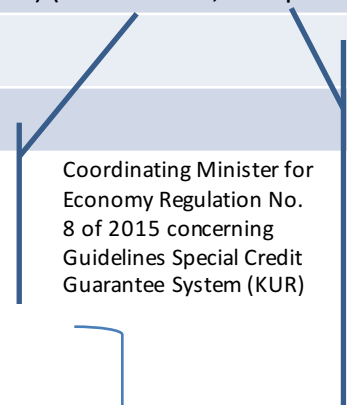 Coordinating Minister for
Economy Regulation No.
8 of 2015 concerning
Guidelines Special Credit
Guarantee System (KUR)